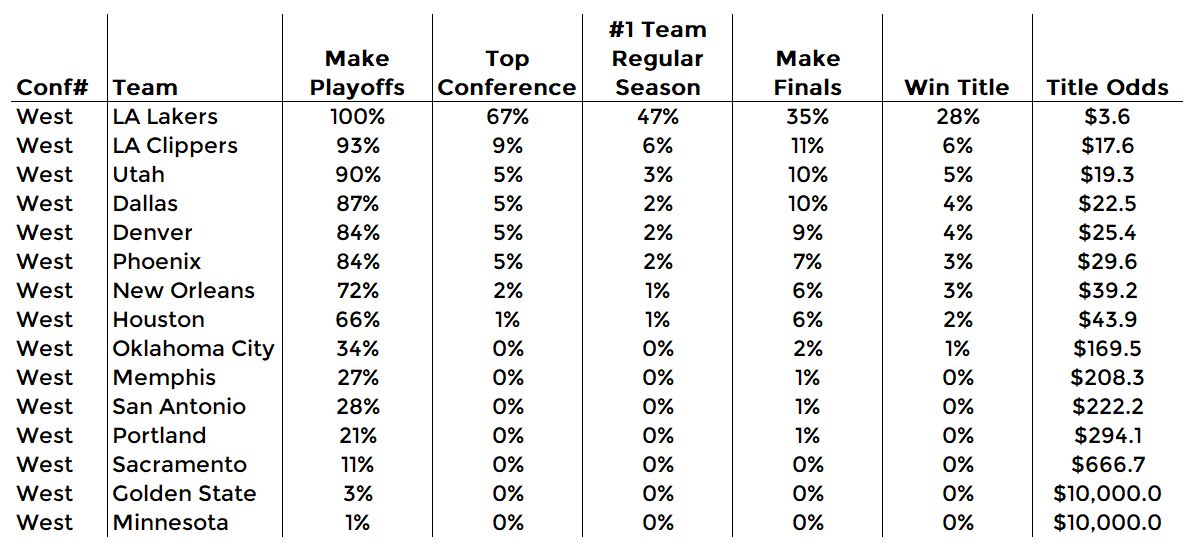 #1 Team
Make Top Regular Make
Conf# Team Playoffs Conference Season Finals Win Title Title Odds
West LA Lakers 100% 67% 47% 35% 28% $3.6
West LA Clippers 93% 9% 6% 11% 6% $17.6
West Utah 90% 5% 3% 10% 5% $19.3
West Dallas 87% 5% 2% 10% 4% $22.5
West Denver 84% 5% 2% 9% 4% $25.4
West Phoenix 84% 5% 2% 7% 3% $29.6
West New Orleans 72% 2% 1% 6% 3% $39.2
West Houston 66% 1% 1% 6% 2% $43.9
West Oklahoma City 34% 0% 0% 2% 1% $169.5
West Memphis 27% 0% 0% 1% 0% $208.3
West San Antonio 28% 0% 0% 1% 0% $222.2
West Portland 21% 0% 0% 1% 0% $294.1
West Sacramento 11% 0% 0% 0% 0% $666.7
West Golden State 3% 0% 0% 0% 0% $10,000.0
West Minnesota 1% 0% 0% 0% 0% $10,000.0